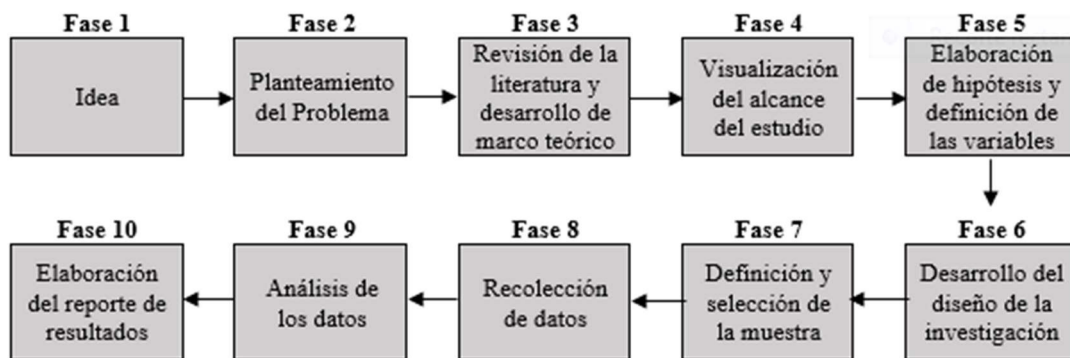 Fase 1
Idea
Fase 2
Planteamiento
del Problema
Fase 3
Revisión de la
literatura y
desarrollo de
marco teórico
Fase 4
Visualización
del alcance
del estudio
Fase 5
Elaboración
de hipótesis y
definición de
las variables
Fase 6
Desarrollo del
diseño de la
investigación
Fase 7
Definición y
selección de
la muestra
Fase 8
Recolección
de datos
Fase 9
Análisis de
los datos
Fase 10
Elaboración
del reporte de
resultados